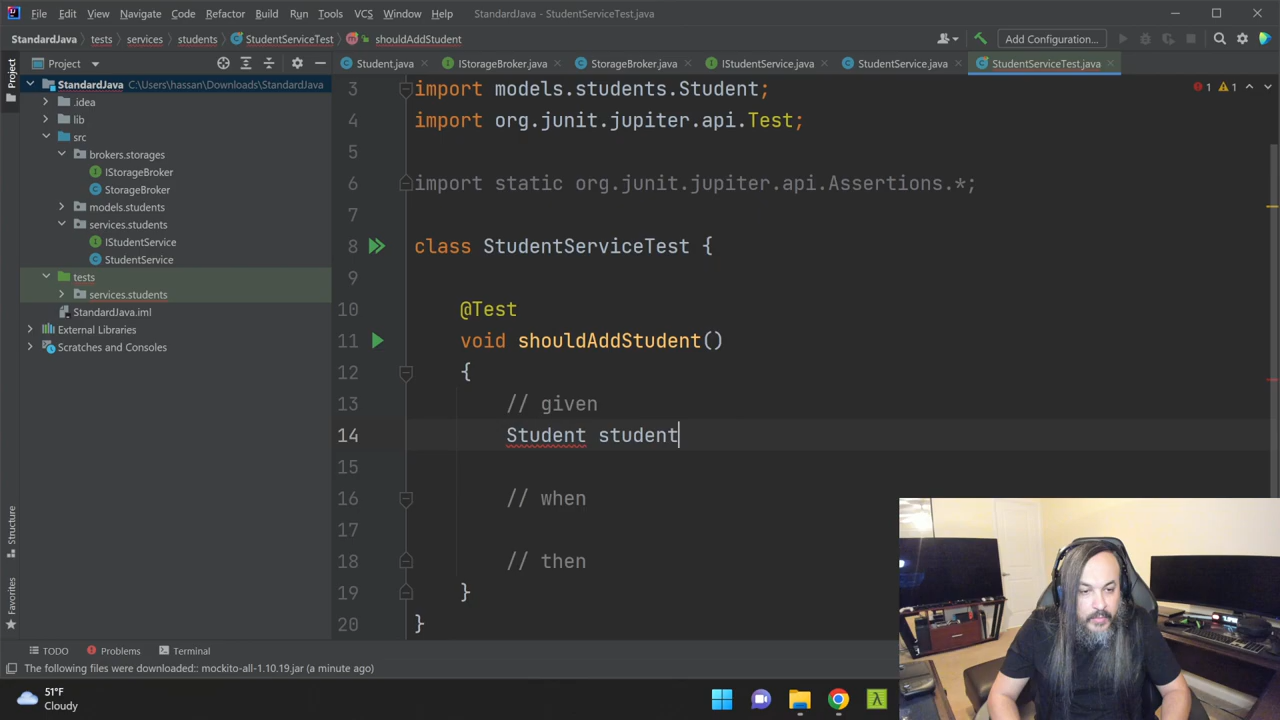 File Edit View Navigate Code Refactor Build Run Tools VCS Window Help StandardJava - StudentServiceTest.java
StandardJava tests services students StudentServiceTest shouldAddStudent Add Configuration...
Project
Project
Student.java IStorageBroker.java StorageBroker.java IStudentService.java StudentService.java StudentServiceTest.java
StandardJava C:\Users\hassan\Downloads\StandardJava
.idea
lib
src
brokers.storages
IStorageBroker
StorageBroker
models.students
services.students
IStudentService
StudentService
tests
services.students
StandardJava.iml
External Libraries
Scratches and Consoles
1 1
3 import models.students.Student;
4 import org.junit.jupiter.api.Test;
5
6 import static org.junit.jupiter.api.Assertions.*;
7
8 class StudentServiceTest {
9
10 @Test
11 void shouldAddStudent()
12 {
13 // given
14 Student student
15
16 // when
17
18 // then
19 }
20 }
Structure
Favorites
TODO Problems Terminal
The following files were downloaded:: mockito-all-1.10.19.jar (a minute ago)
51°F
Cloudy